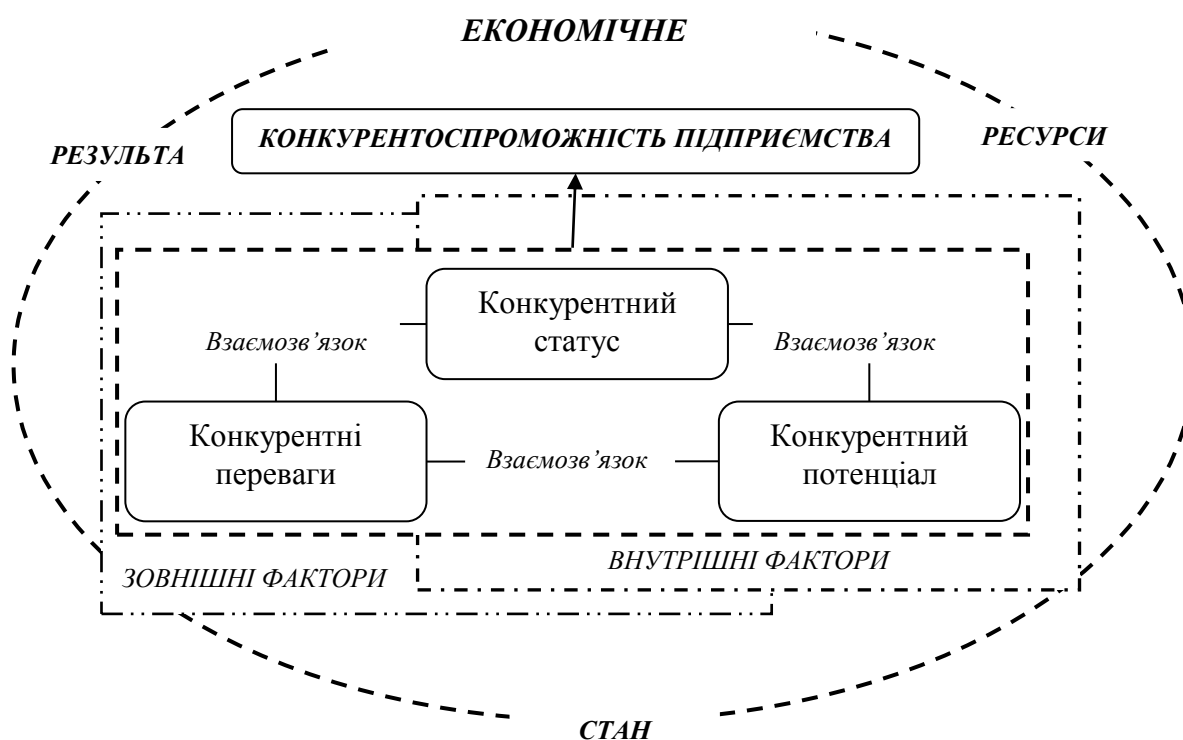 ЕКОНОМІЧНЕ
КОНКУРЕНТОСПРОМОЖНІСТЬ ПІДПРИЄМСТВА
РЕЗУЛЬТА
РЕСУРСИ
Конкурентний
статус
Взаємозв’язок
Взаємозв’язок
Конкурентні
переваги
Взаємозв’язок
Конкурентний
потенціал
ЗОВНІШНІ ФАКТОРИ
ВНУТРІШНІ ФАКТОРИ
СТАН